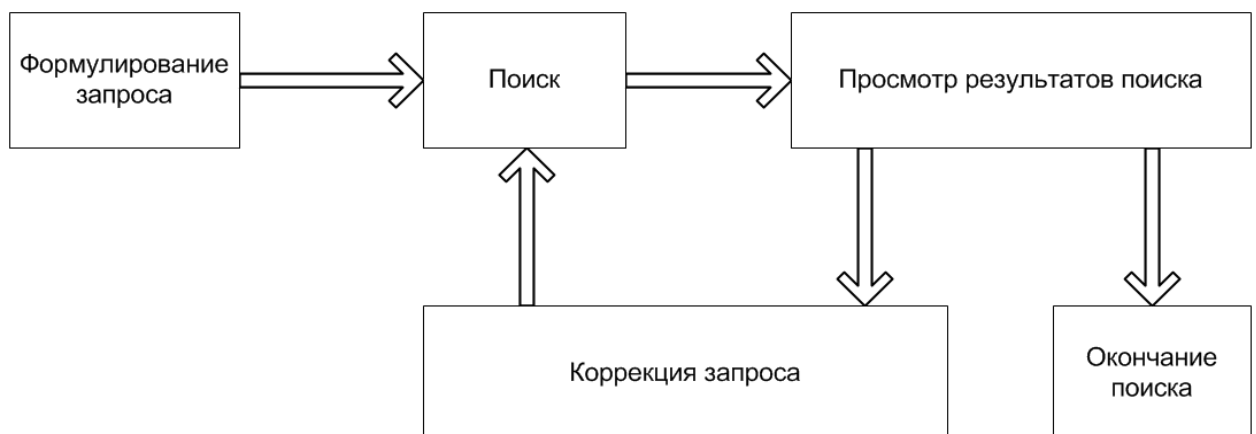 Формулирование
запроса
Поиск
Просмотр результатов поиска
Коррекция запроса
Окончание
поиска